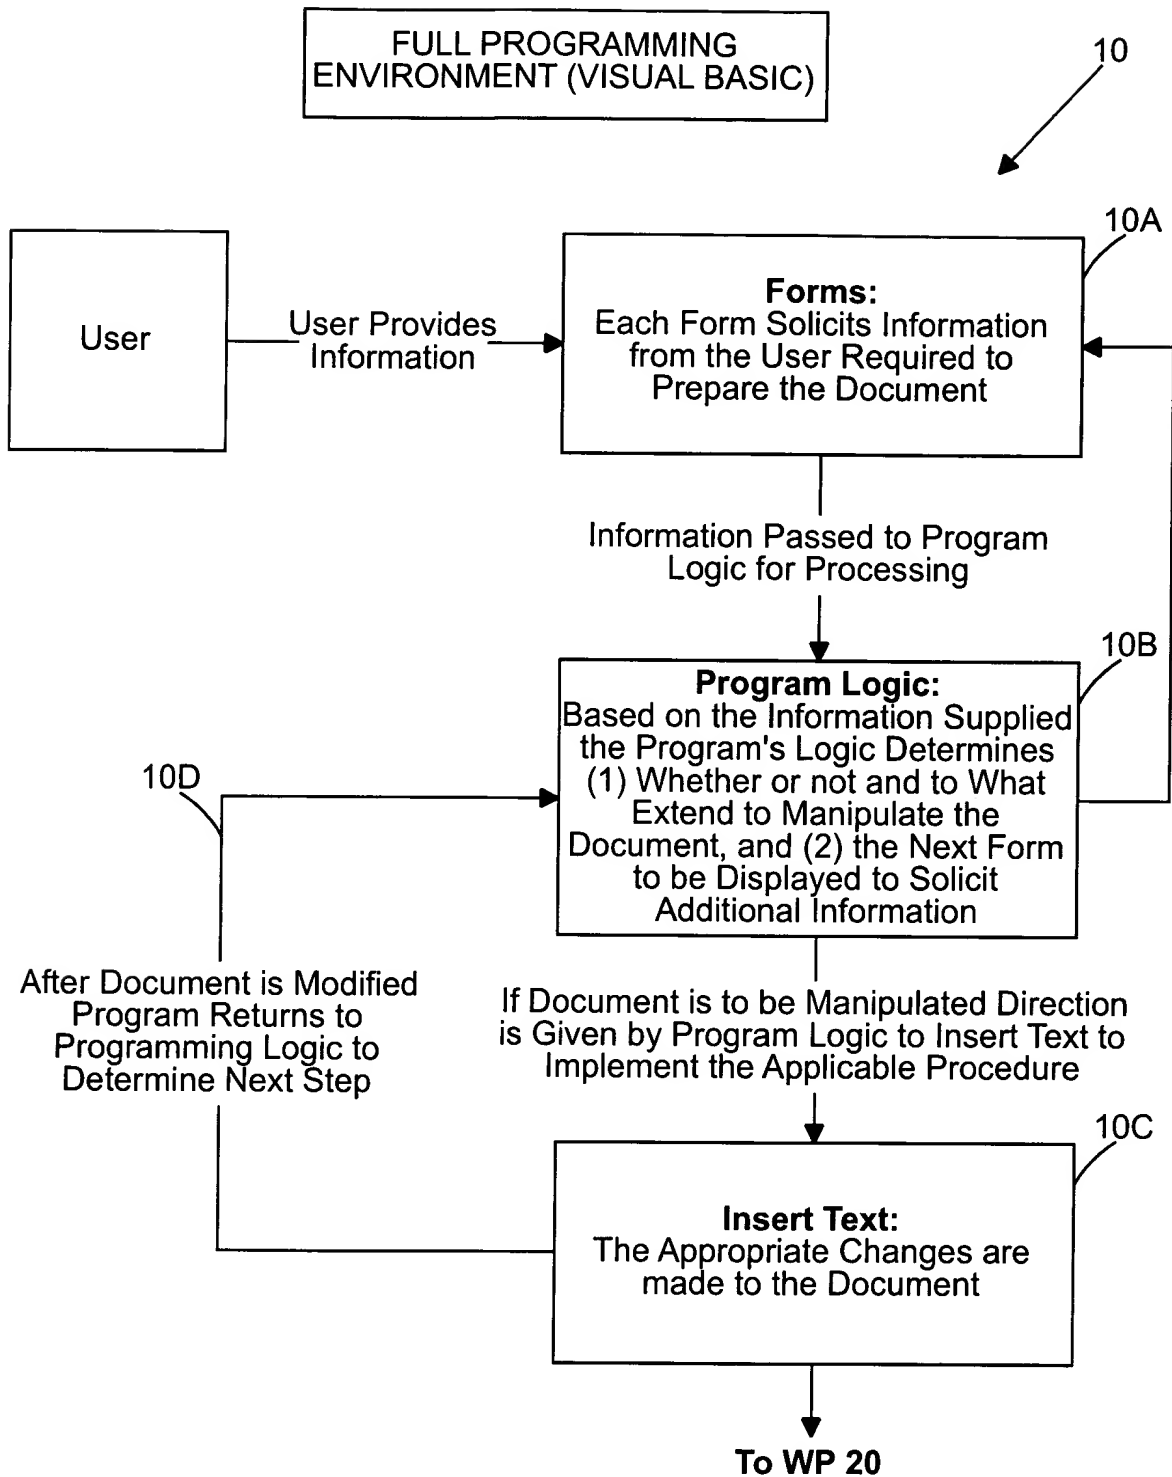 FULL PROGRAMMING
ENVIRONMENT (VISUAL BASIC)
10
10A
User
User Provides
Information
Forms:
Each Form Solicits Information
from the User Required to
Prepare the Document
Information Passed to Program
Logic for Processing
10B
Program Logic:
Based on the Information Supplied
the Program's Logic Determines
(1) Whether or not and to What
Extend to Manipulate the
Document, and (2) the Next Form
to be Displayed to Solicit
Additional Information
10D
After Document is Modified
Program Returns to
Programming Logic to
Determine Next Step
If Document is to be Manipulated Direction
is Given by Program Logic to Insert Text to
Implement the Applicable Procedure
10C
Insert Text:
The Appropriate Changes are
made to the Document
To WP 20